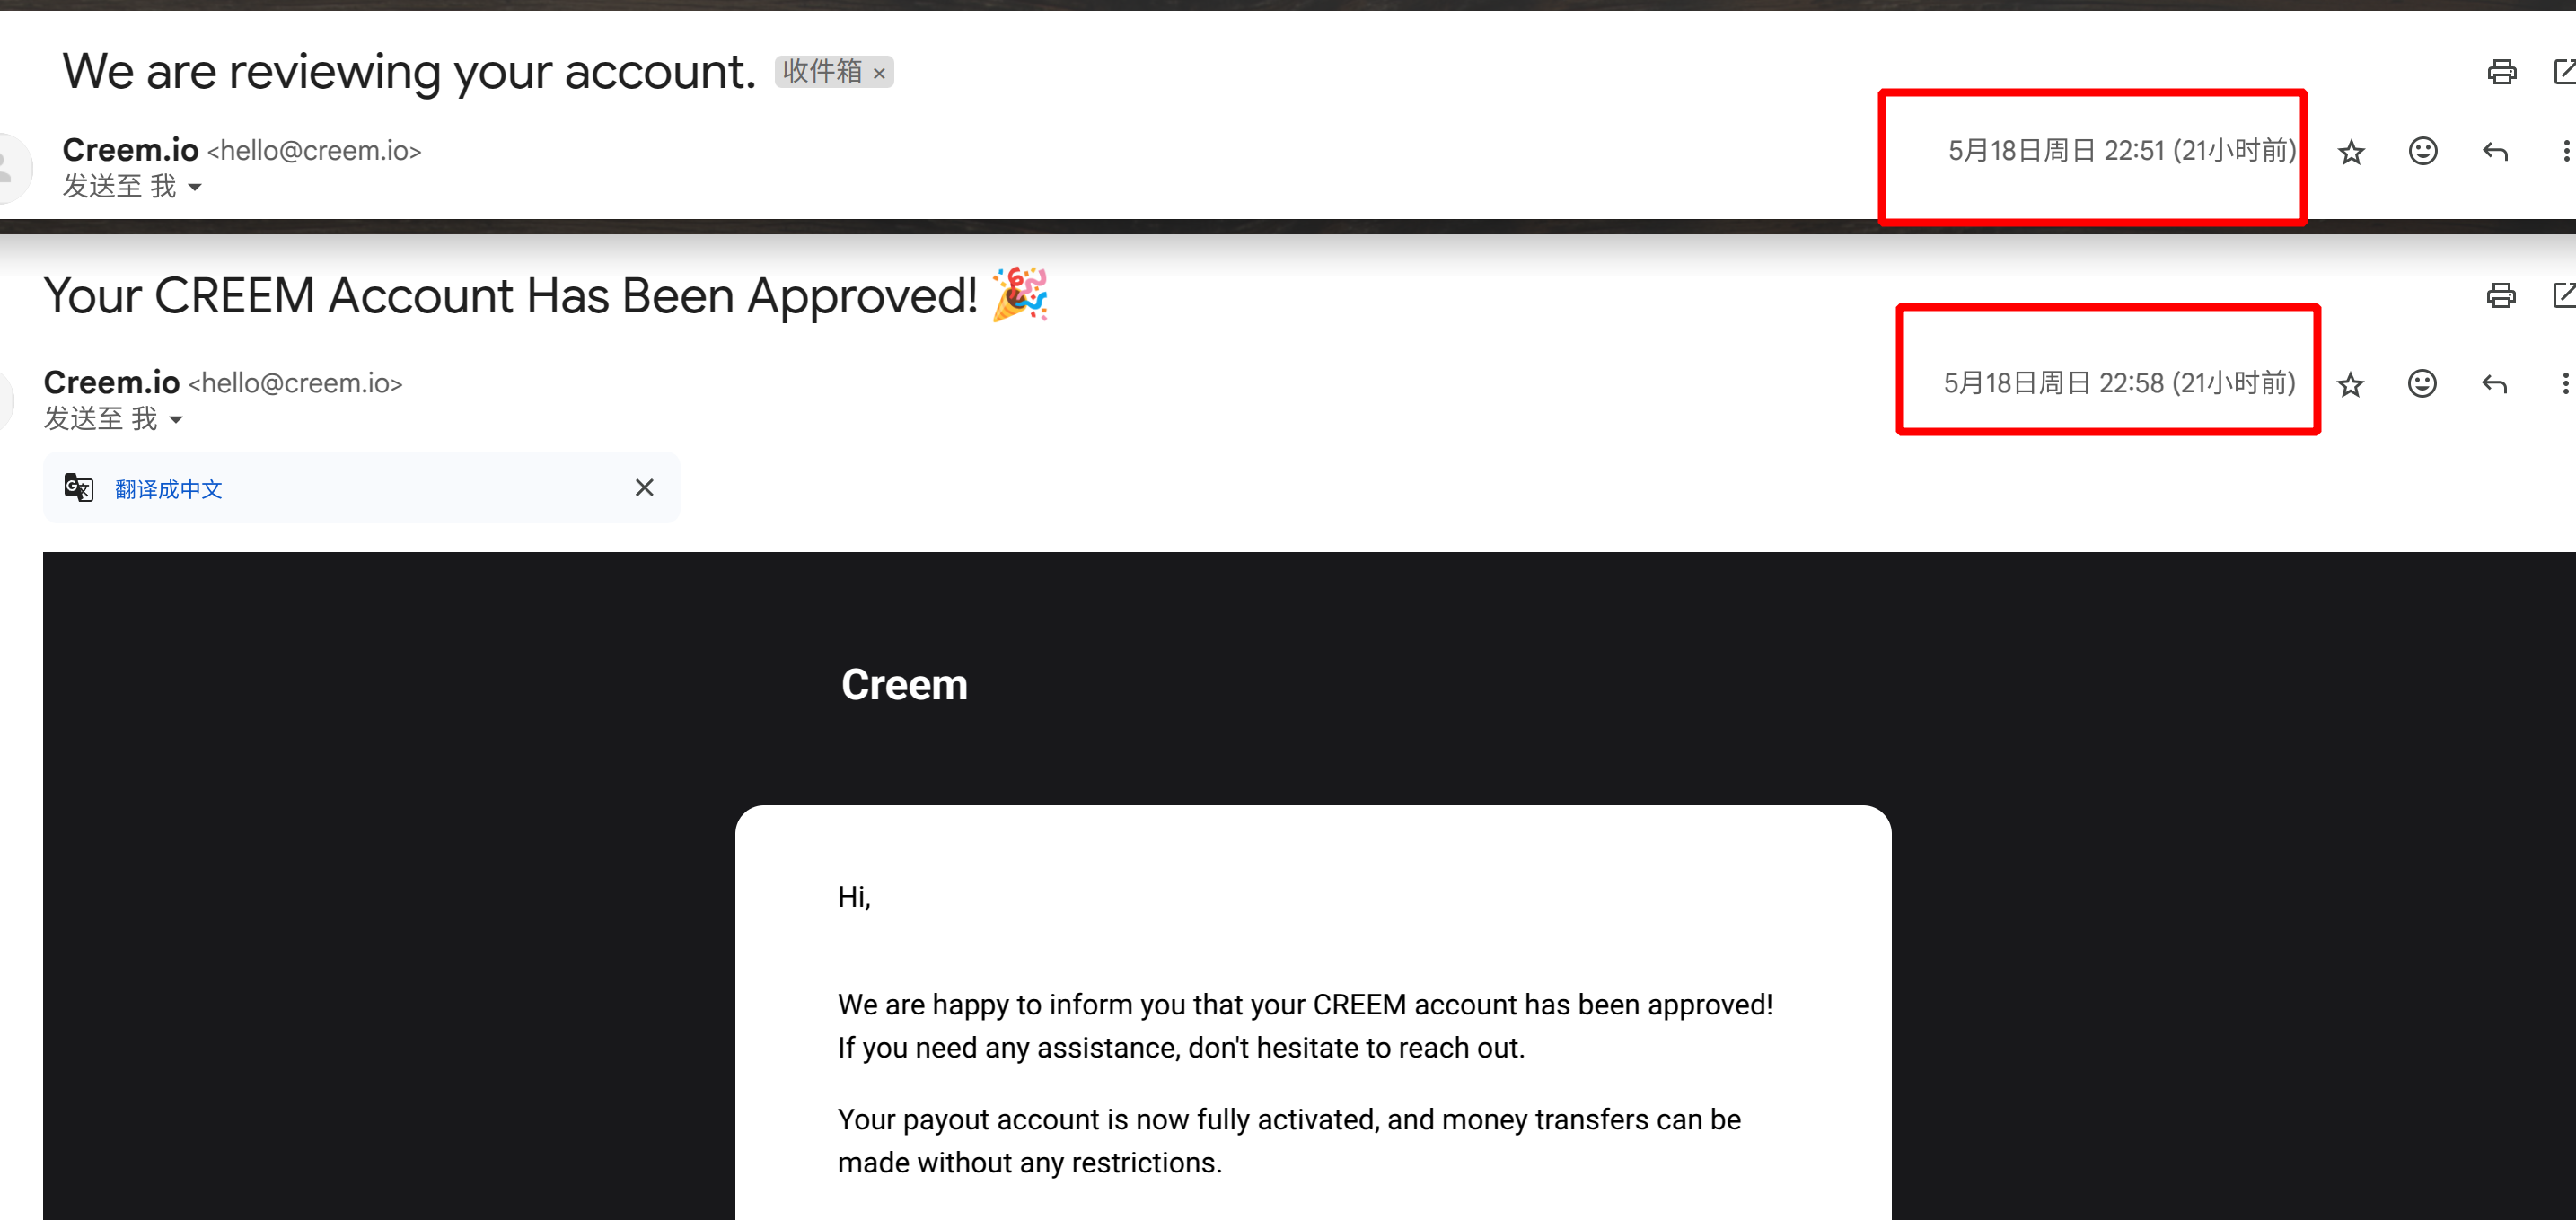 We are reviewing your account. 收件箱 ×
Creem.io <hello@creem.io> 5月18日周日 22:51 (21小时前)
发送至 我
Your CREEM Account Has Been Approved! 🎉
Creem.io <hello@creem.io> 5月18日周日 22:58 (21小时前)
发送至 我
翻译成中文
Creem
Hi,
We are happy to inform you that your CREEM account has been approved!
If you need any assistance, don't hesitate to reach out.
Your payout account is now fully activated, and money transfers can be
made without any restrictions.